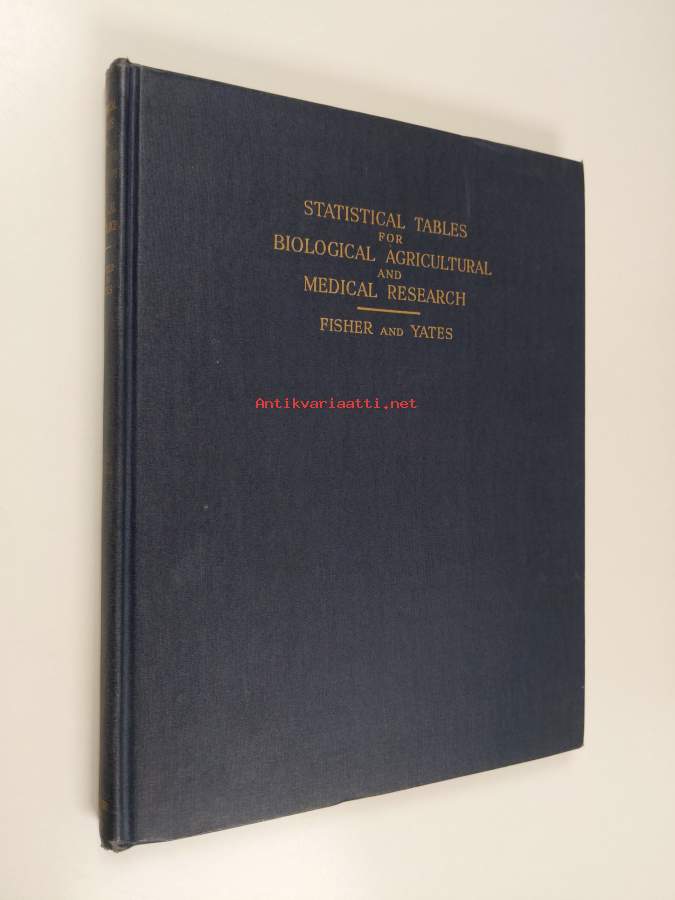 STATISTICAL TABLES
FOR
BIOLOGICAL AGRICULTURAL
AND
MEDICAL RESEARCH
FISHER AND YATES
Antikvariaatti.net